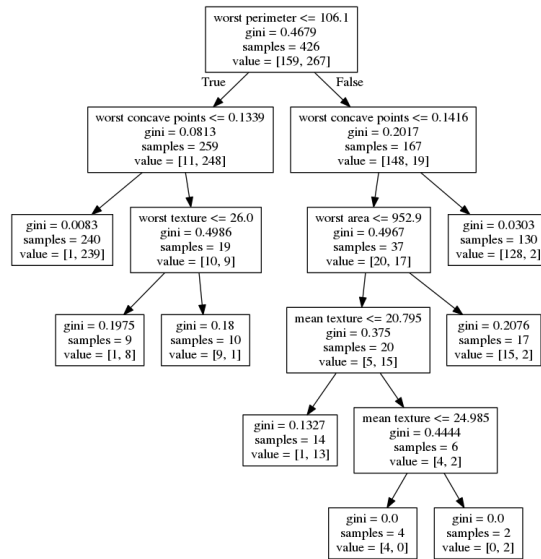 worst perimeter <= 106.1
gini = 0.4679
samples = 426
value = [159, 267]
True
False
worst concave points <= 0.1339
gini = 0.0813
samples = 259
value = [11, 248]
worst concave points <= 0.1416
gini = 0.2017
samples = 167
value = [148, 19]
gini = 0.0083
samples = 240
value = [1, 239]
worst texture <= 26.0
gini = 0.4986
samples = 19
value = [10, 9]
worst area <= 952.9
gini = 0.4967
samples = 37
value = [20, 17]
gini = 0.0303
samples = 130
value = [128, 2]
gini = 0.1975
samples = 9
value = [1, 8]
gini = 0.18
samples = 10
value = [9, 1]
mean texture <= 20.795
gini = 0.375
samples = 20
value = [5, 15]
gini = 0.2076
samples = 17
value = [15, 2]
gini = 0.1327
samples = 14
value = [1, 13]
mean texture <= 24.985
gini = 0.4444
samples = 6
value = [4, 2]
gini = 0.0
samples = 4
value = [4, 0]
gini = 0.0
samples = 2
value = [0, 2]